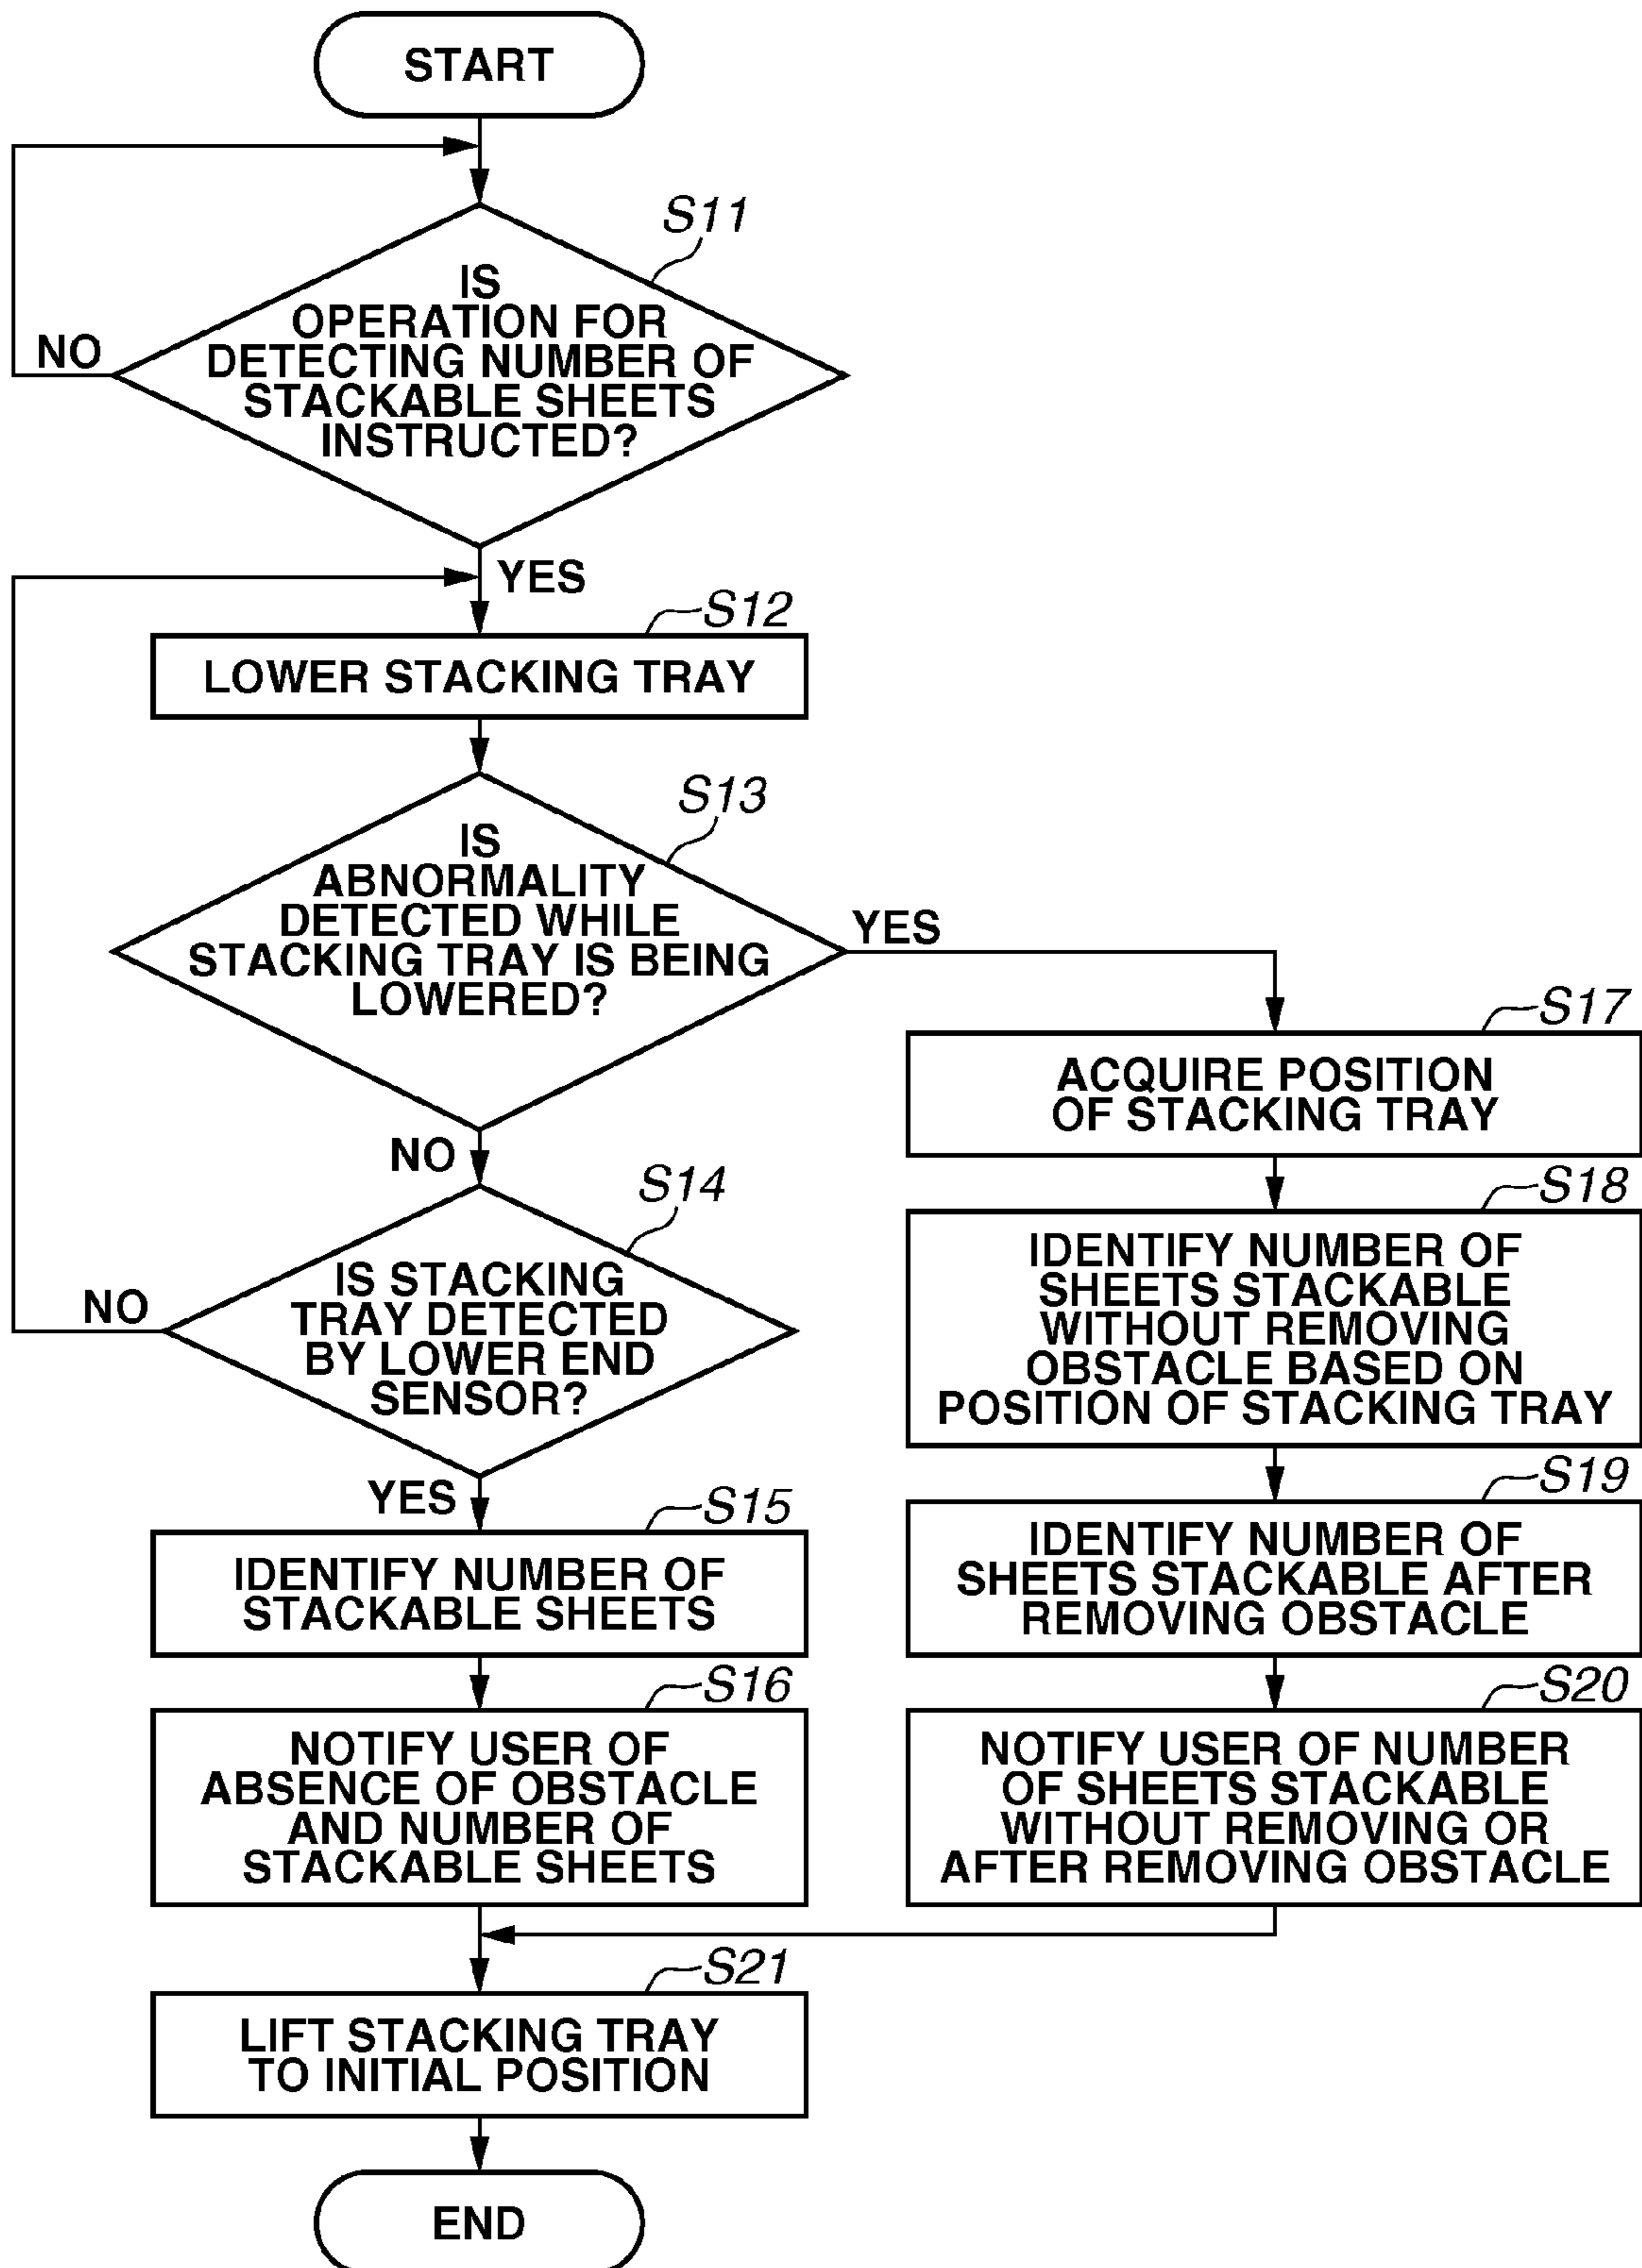 START
S11
IS
OPERATION FOR
DETECTING NUMBER OF
STACKABLE SHEETS
INSTRUCTED?
NO
YES
S12
LOWER STACKING TRAY
S13
IS
ABNORMALITY
DETECTED WHILE
STACKING TRAY IS BEING
LOWERED?
YES
NO
S14
IS STACKING
TRAY DETECTED
BY LOWER END
SENSOR?
NO
YES
S15
IDENTIFY NUMBER OF
STACKABLE SHEETS
S16
NOTIFY USER OF
ABSENCE OF OBSTACLE
AND NUMBER OF
STACKABLE SHEETS
S17
ACQUIRE POSITION
OF STACKING TRAY
S18
IDENTIFY NUMBER OF
SHEETS STACKABLE
WITHOUT REMOVING
OBSTACLE BASED ON
POSITION OF STACKING TRAY
S19
IDENTIFY NUMBER OF
SHEETS STACKABLE AFTER
REMOVING OBSTACLE
S20
NOTIFY USER OF NUMBER
OF SHEETS STACKABLE
WITHOUT REMOVING OR
AFTER REMOVING OBSTACLE
S21
LIFT STACKING TRAY
TO INITIAL POSITION
END